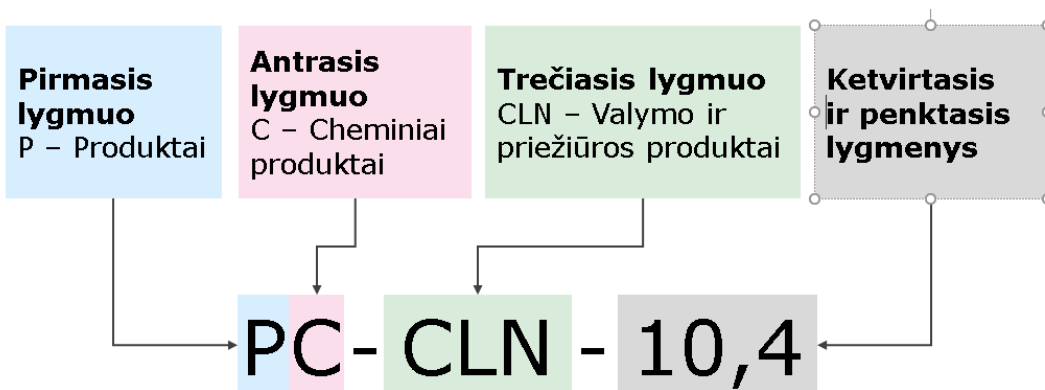 Pirmasis
lygmuo
P – Produktai
Antrasis
lygmuo
C – Cheminiai
produktai
Trečiasis lygmuo
CLN – Valymo ir
priežiūros produktai
Ketvirtasis
ir penktasis
lygmenys
PC - CLN - 10,4